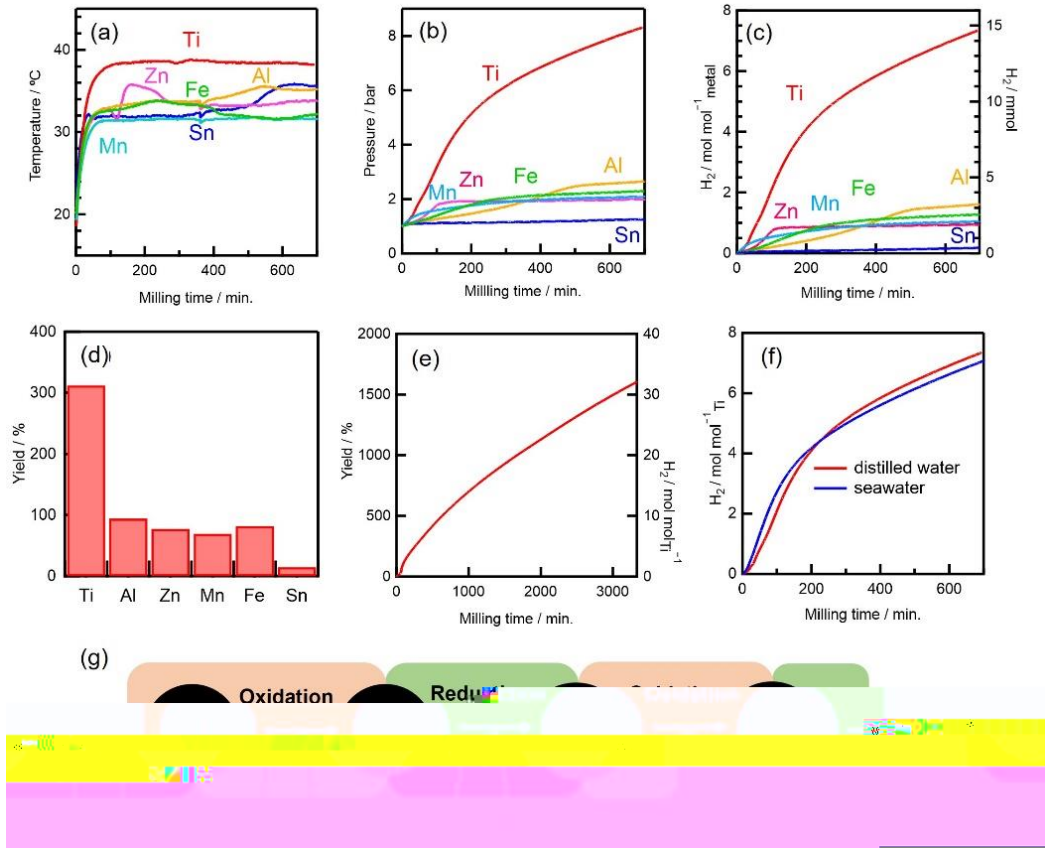 (a)
Temperature / °C
40
30
20
0
200
400
600
Ti
Zn
Al
Fe
Sn
Mn
Milling time / min.
(b)
Pressure / bar
8
6
4
2
0
0
200
400
600
Ti
Al
Fe
Zn
Mn
Sn
Millling time / min.
(c)
H2 / mol mol−1 metal
8
6
4
2
0
15
10
5
0
H2 / mmol
0
200
400
600
Ti
Al
Fe
Mn
Zn
Sn
Milling time / min.
(d)
Yield / %
400
300
200
100
0
Ti Al Zn Mn Fe Sn
(e)
Yield / %
2000
1500
1000
500
0
40
30
20
10
0
H2 / mol molTi−1
0
1000
2000
3000
Milling time / min.
(f)
H2 / mol mol−1 Ti
8
6
4
2
0
0
200
400
600
distilled water
seawater
Milling time / min.
(g)
Oxidation